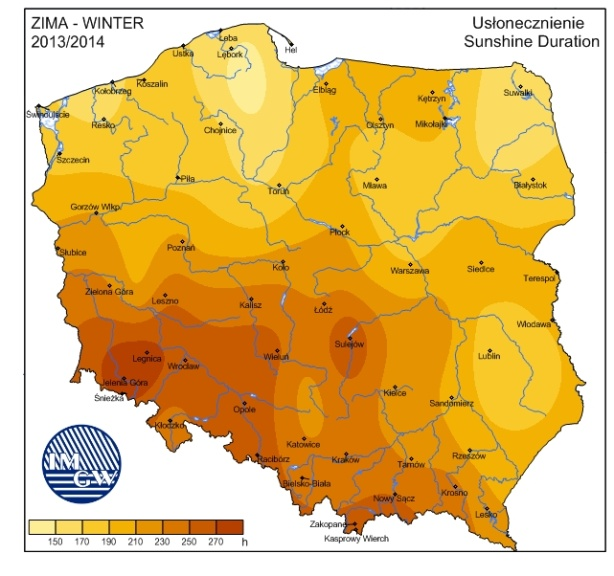 ZIMA - WINTER
2013/2014
Usłonecznienie
Sunshine Duration
Łeba
Hel
Ustka
Lębork
Koszalin
Kołobrzeg
Elbląg
Kętrzyn
Suwałki
Świnoujście
Resko
Chojnice
Olsztyn
Mikołajki
Szczecin
Piła
Toruń
Mława
Białystok
Gorzów Wlkp.
Płock
Słubice
Poznań
Koło
Warszawa
Siedlce
Terespol
Zielona Góra
Leszno
Kalisz
Łódź
Włodawa
Legnica
Wrocław
Wieluń
Sulejów
Lublin
Jelenia Góra
Śnieżka
Kielce
Sandomierz
Opole
Kłodzko
Katowice
Racibórz
Kraków
Tarnów
Rzeszów
Bielsko-Biała
Nowy Sącz
Krosno
Lesko
Zakopane
Kasprowy Wierch
IM
GW
150 170 190 210 230 250 270 h